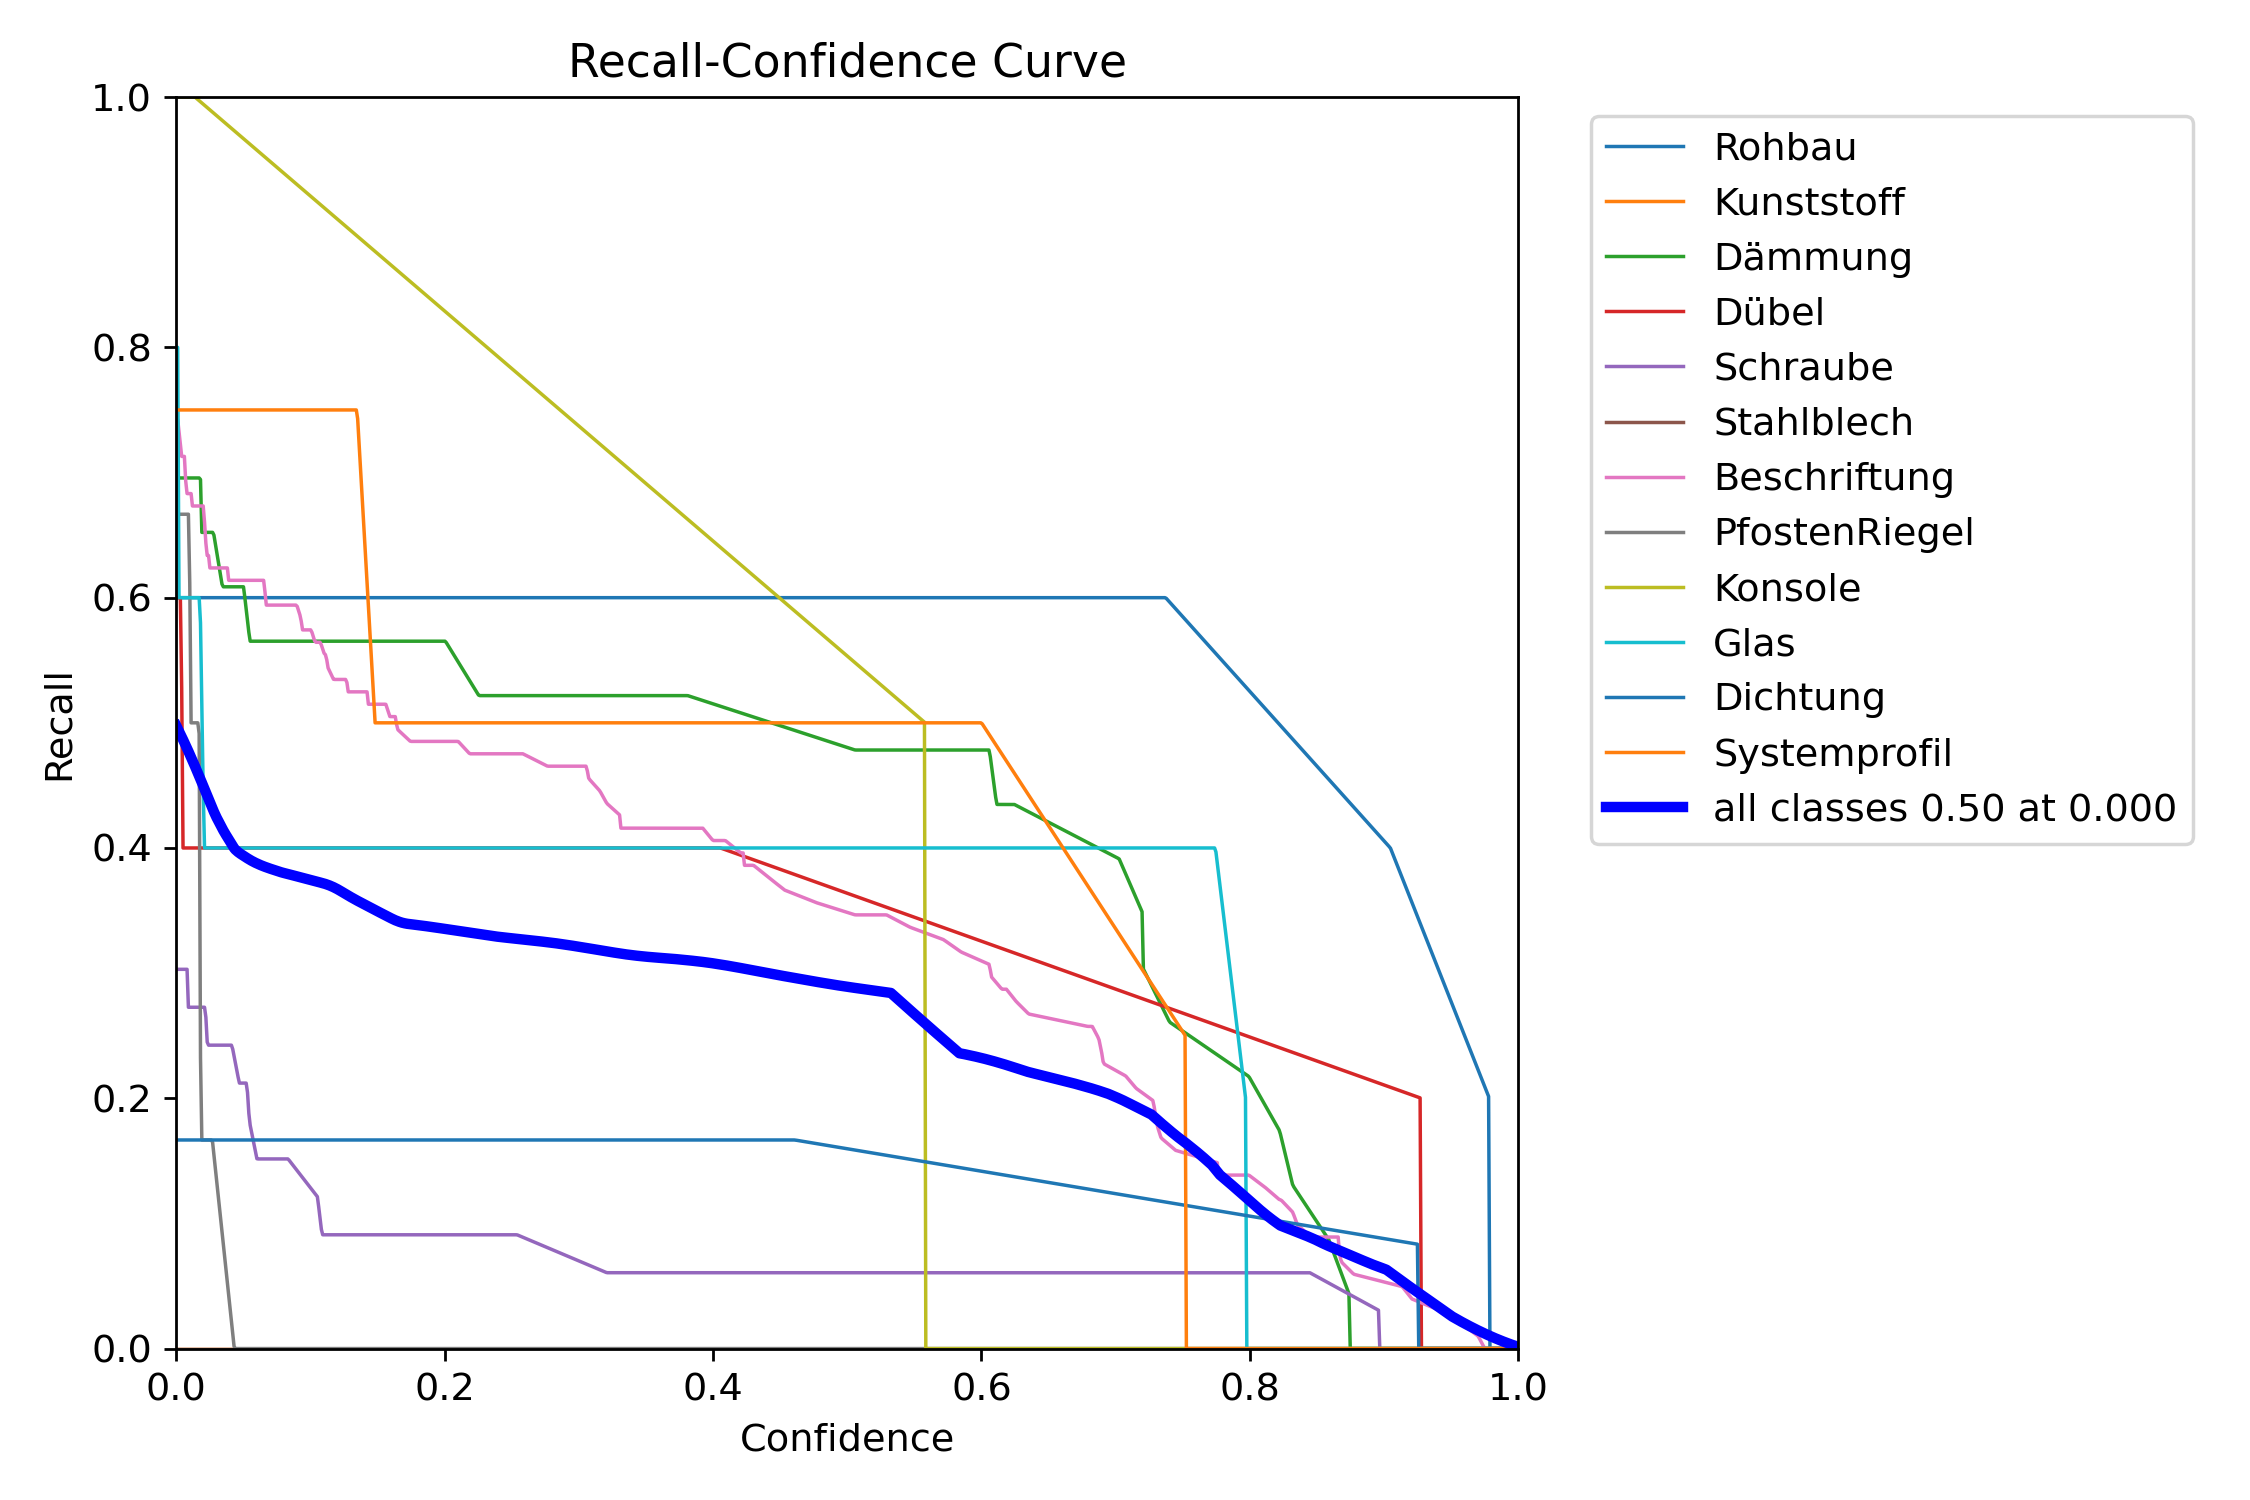 Recall-Confidence Curve
1.0
0.8
0.6
0.4
0.2
0.0
Recall
0.0 0.2 0.4 0.6 0.8 1.0
Confidence
Rohbau
Kunststoff
Dämmung
Dübel
Schraube
Stahlblech
Beschriftung
PfostenRiegel
Konsole
Glas
Dichtung
Systemprofil
all classes 0.50 at 0.000